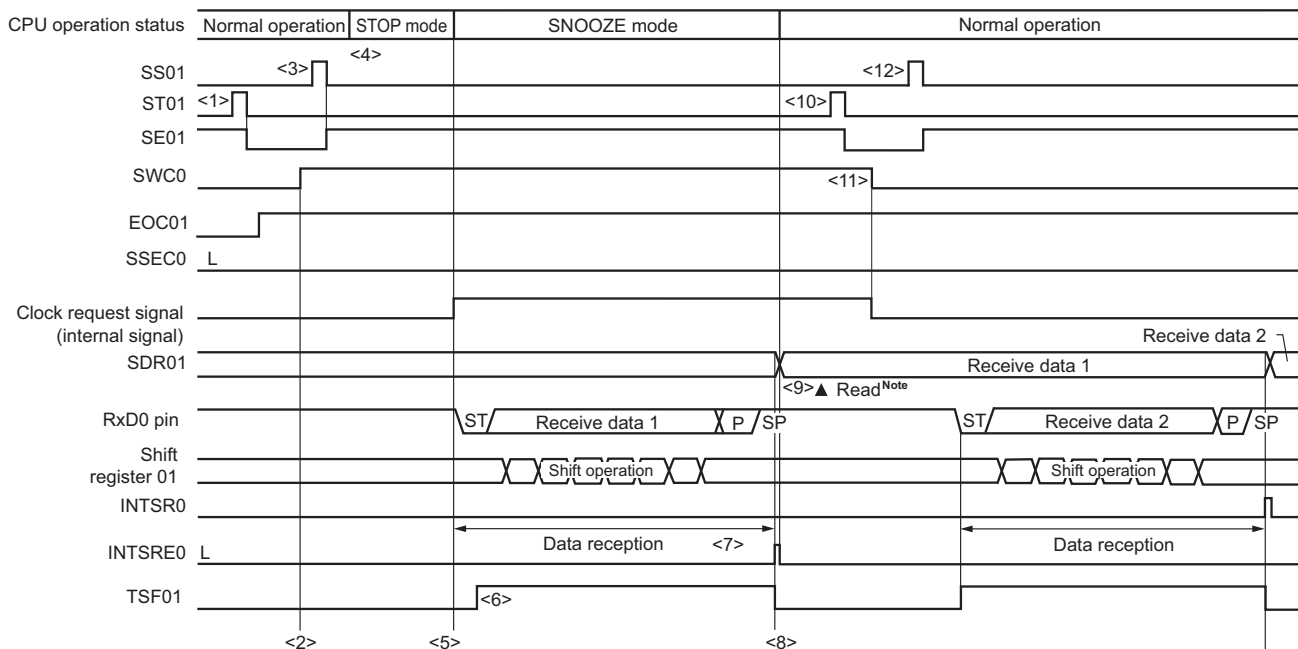 CPU operation status Normal operation STOP mode SNOOZE mode Normal operation
<4>
SS01 <3> <12>
ST01 <1> <10>
SE01
SWC0 <11>
EOC01
SSEC0 L
Clock request signal
(internal signal)
Receive data 2
SDR01 Receive data 1
<9> ▲ Read Note
RxD0 pin ST Receive data 1 P SP ST Receive data 2 P SP
Shift
register 01 Shift operation Shift operation
INTSR0
Data reception <7> Data reception
INTSRE0 L
TSF01 <6>
<2> <5> <8>